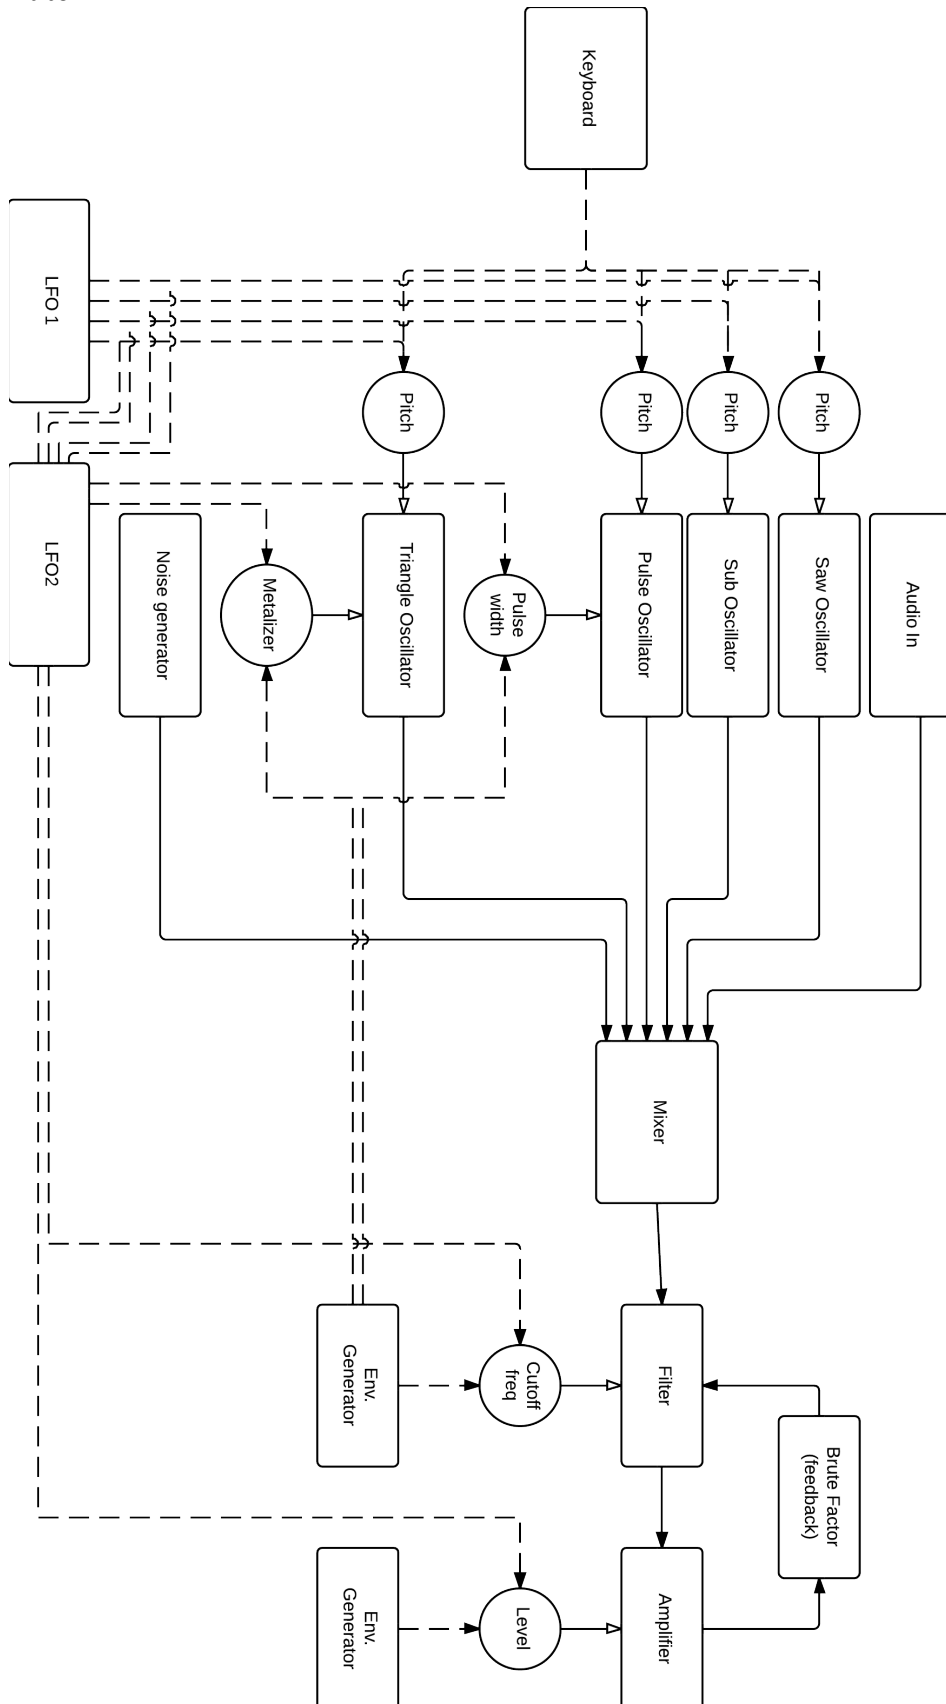 Keyboard
LFO 1
Pitch
Pitch
Pitch
Pitch
LFO2
Noise generator
Metalizer
Triangle Oscillator
Pulse
width
Pulse Oscillator
Sub Oscillator
Saw Oscillator
Audio In
Mixer
Env.
Generator
Cutoff
freq
Filter
Brute Factor
(feedback)
Env.
Generator
Level
Amplifier